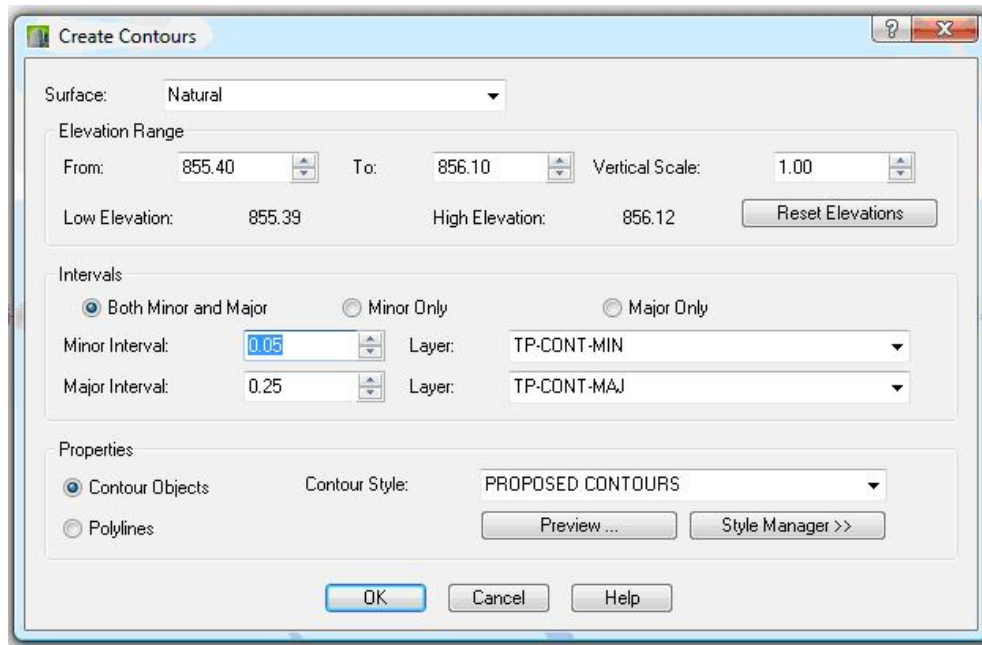 Create Contours
Surface: Natural
Elevation Range
From: 855.40 To: 856.10 Vertical Scale: 1.00
Low Elevation: 855.39 High Elevation: 856.12 Reset Elevations
Intervals
Both Minor and Major Minor Only Major Only
Minor Interval: 0.05 Layer: TP-CONT-MIN
Major Interval: 0.25 Layer: TP-CONT-MAJ
Properties
Contour Objects Contour Style: PROPOSED CONTOURS
Polylines Preview ... Style Manager >>
OK Cancel Help